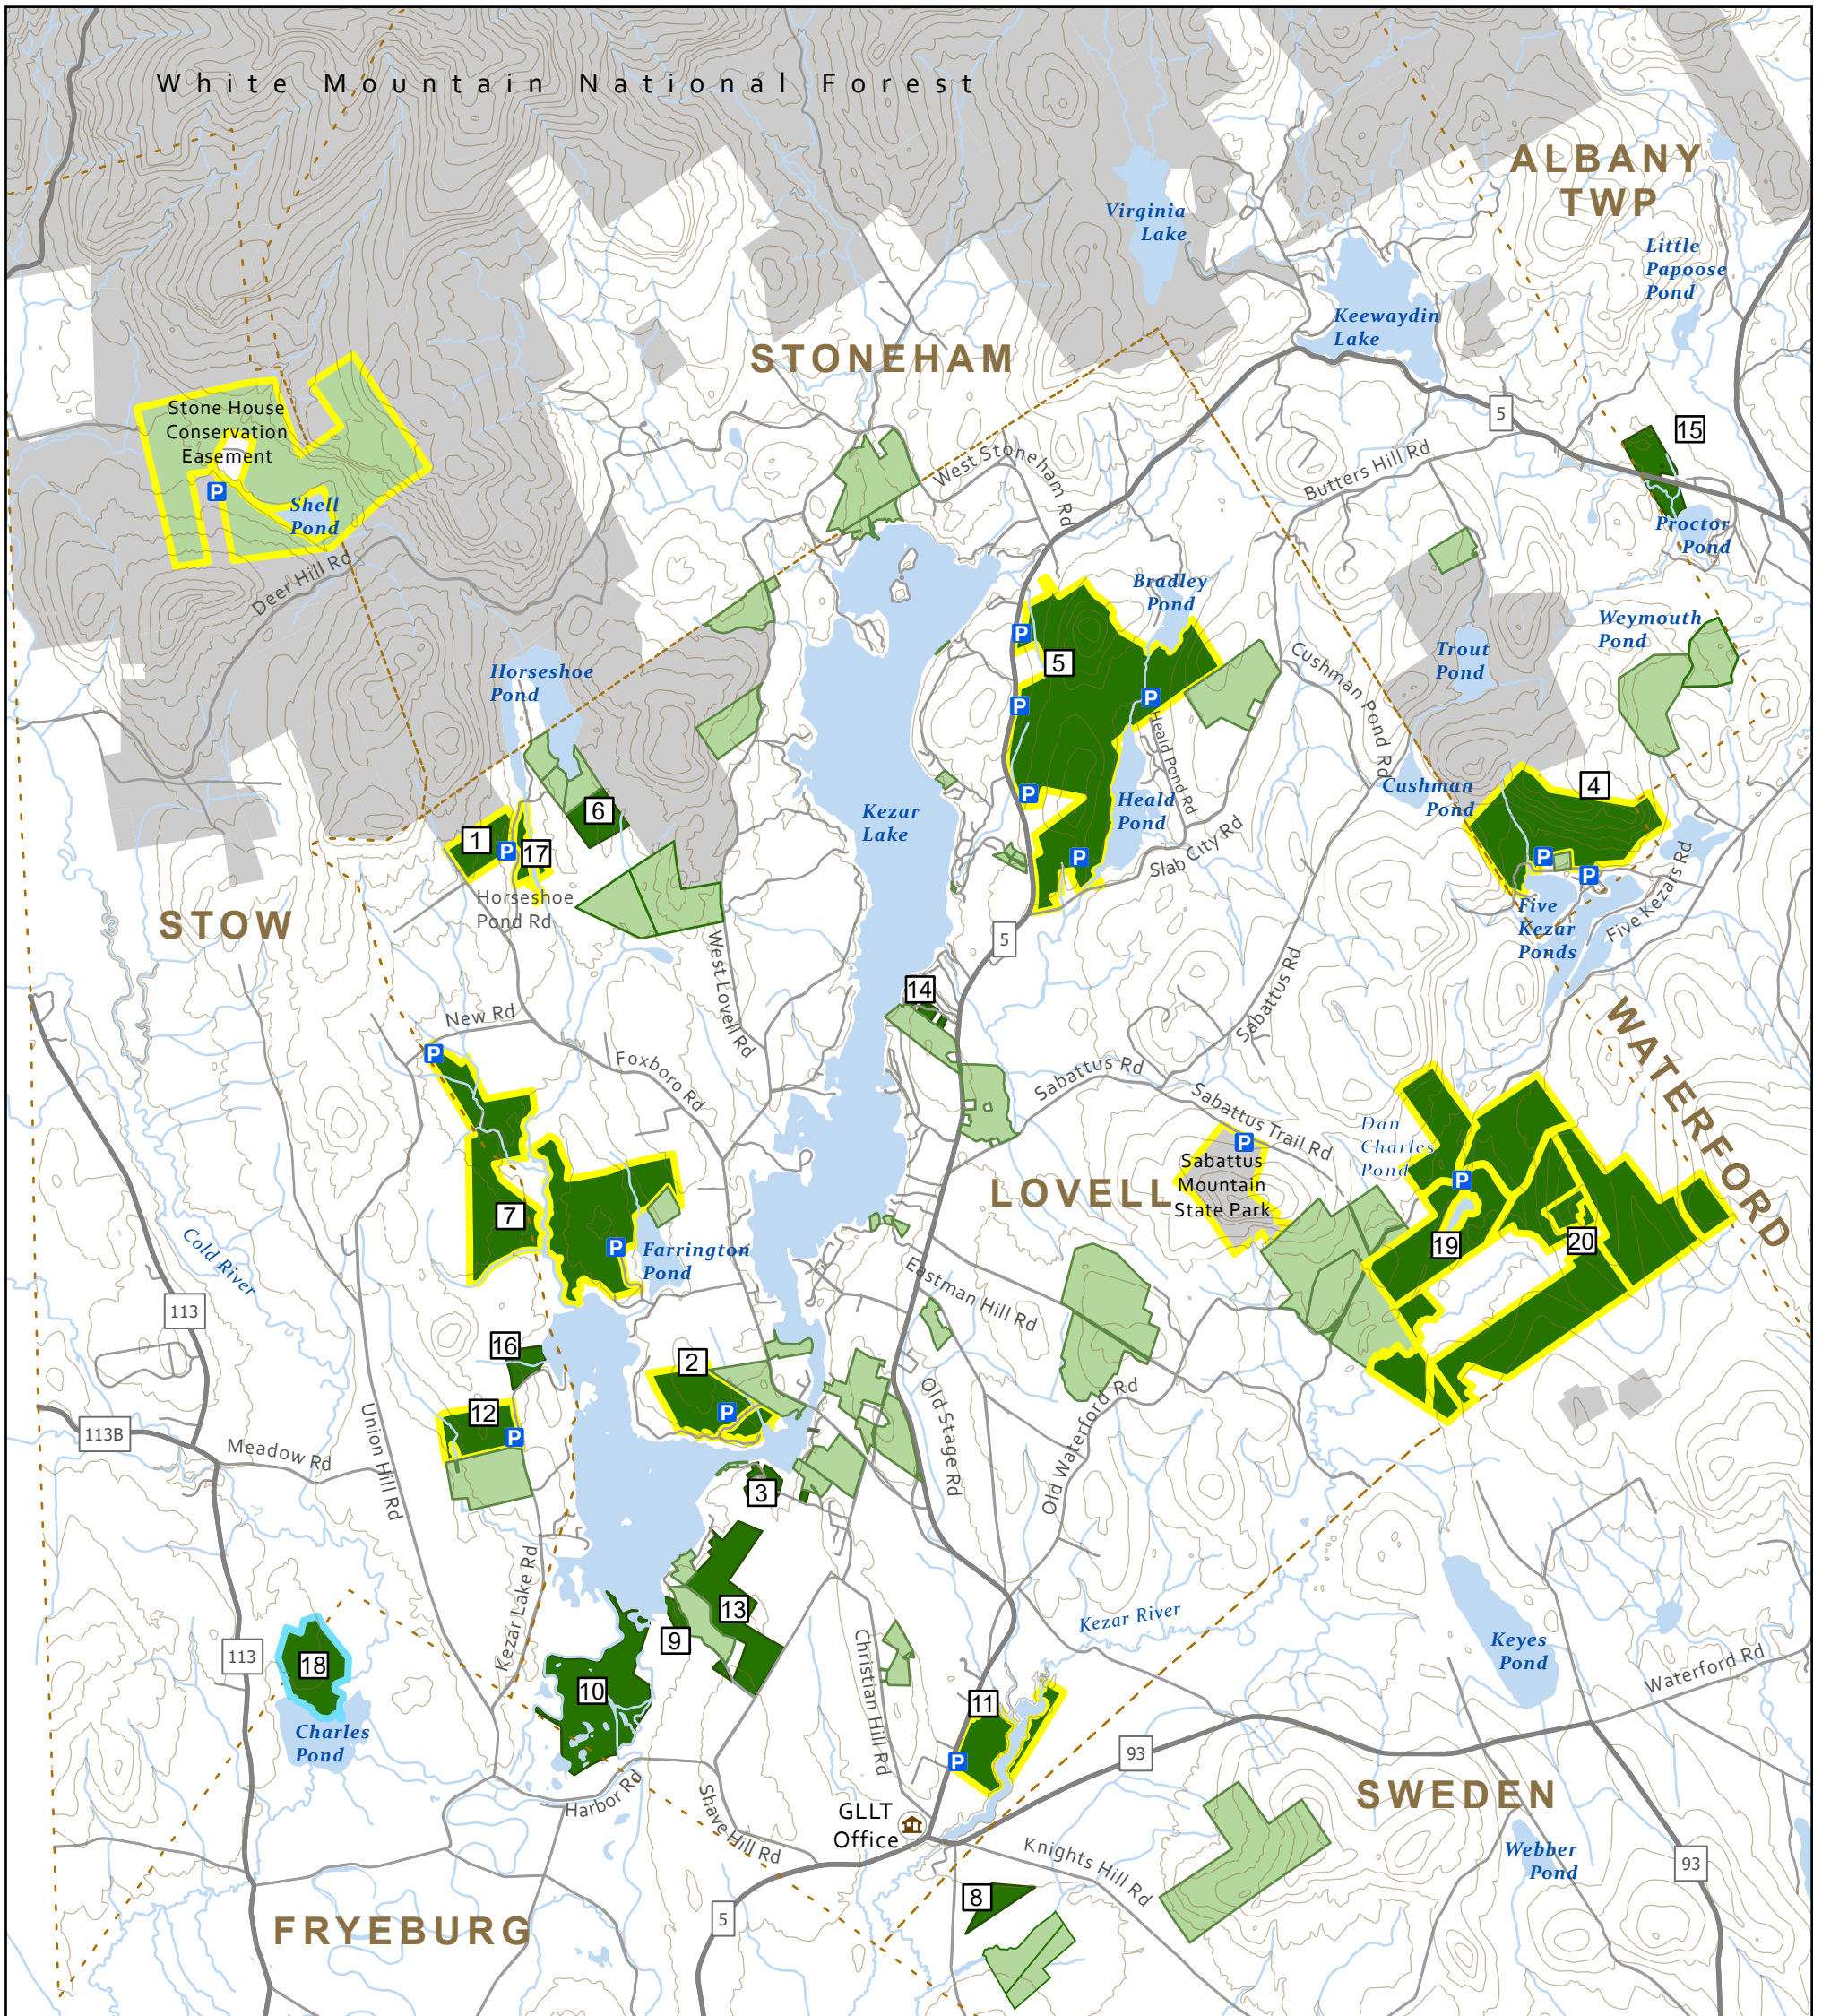 White Mountain National Forest
ALBANY
TWP
Virginia
Lake
Little
Papoose
Pond
Keewaydin
Lake
STONEHAM
Stone House
Conservation
Easement
P
Shell
Pond
Deer Hill Rd
West Stoneham Rd
5
Butters Hill Rd
15
Proctor
Pond
Bradley
Pond
P
5
P
P
P
P
Heald Pond Rd
Heald
Pond
Slab City Rd
Cushman Pond Rd
Trout
Pond
Weymouth
Pond
Cushman
Pond
4
P
P
Five
Kezar
Ponds
Five Kezars Rd
Horseshoe
Pond
6
1
P
17
Horseshoe
Pond Rd
Kezar
Lake
STOW
5
West Lovell Rd
14
New Rd
Foxboro Rd
P
Sabattus Rd
Sabattus Rd
Sabattus Trail Rd
WATERFORD
Dan
Charles
Pond
P
P
Sabattus
Mountain
State Park
LOVELL
19
20
7
P
Farrington
Pond
Cold River
113
Eastman Hill Rd
16
2
P
12
P
113B
Meadow Rd
Union Hill Rd
Old Stage Rd
Old Waterford Rd
3
Kezar Lake Rd
13
9
10
Kezar River
Keyes
Pond
Waterford Rd
113
18
Charles
Pond
Christian Hill Rd
11
P
93
SWEDEN
Harbor Rd
Shave Hill Rd
GLLT
Office
Knights Hill Rd
Webber
Pond
93
8
5
FRYEBURG